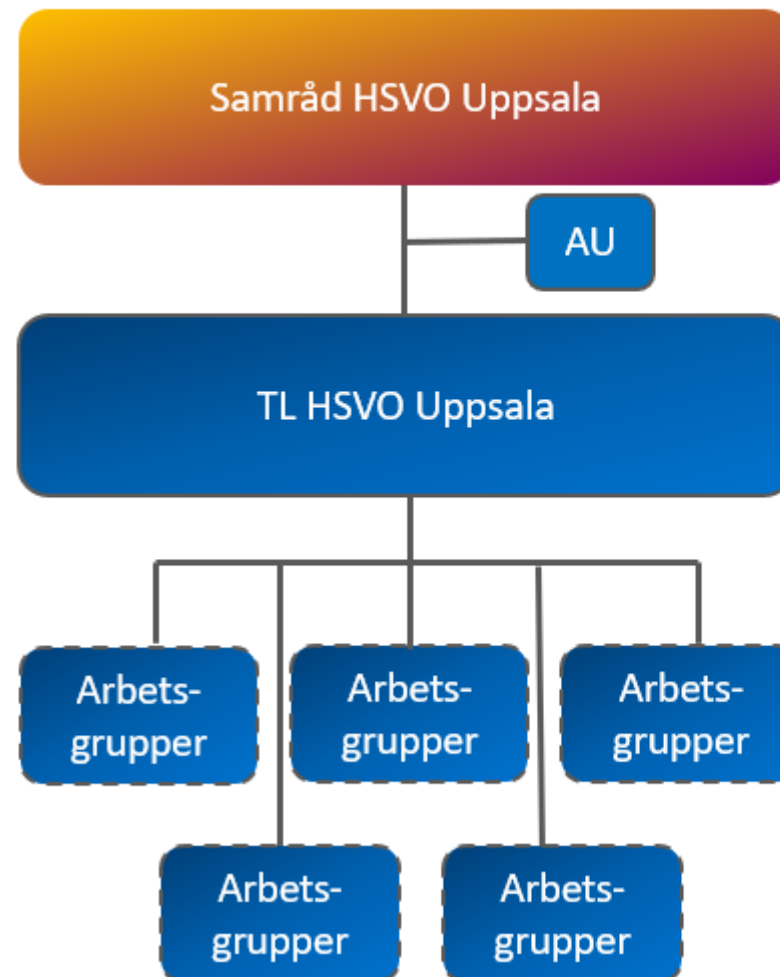 Samråd HSVO Uppsala
AU
TL HSVO Uppsala
Arbets-
grupper
Arbets-
grupper
Arbets-
grupper
Arbets-
grupper
Arbets-
grupper